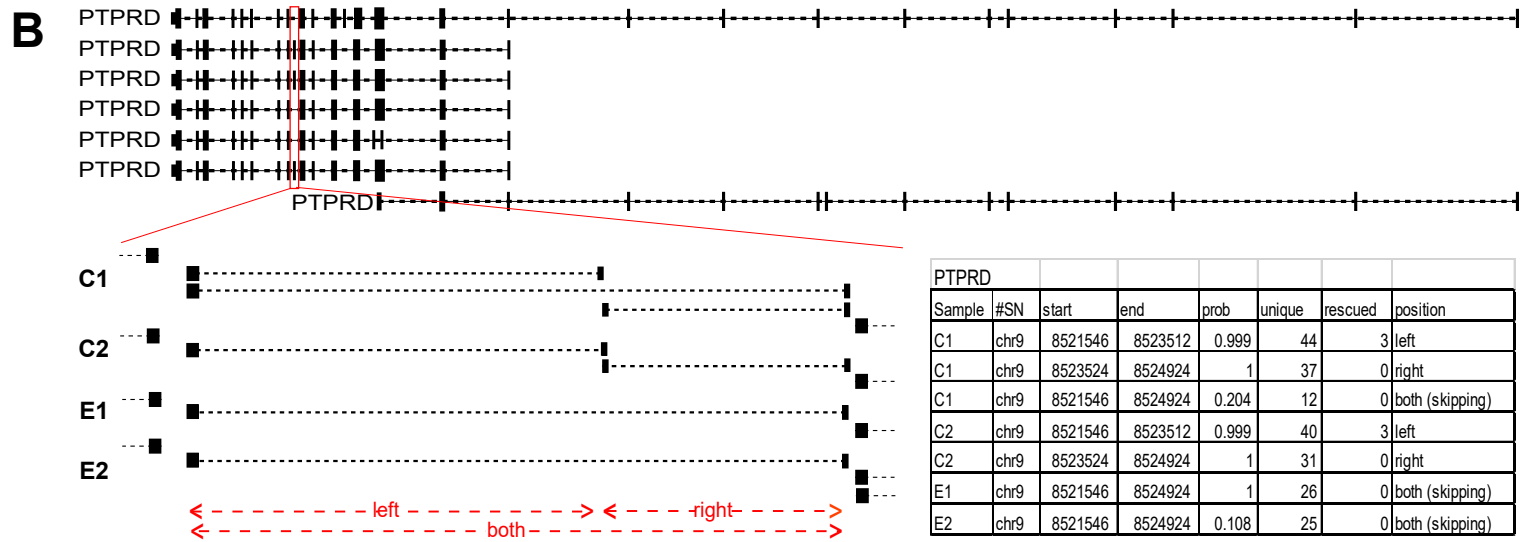 B
PTPRD
PTPRD
PTPRD
PTPRD
PTPRD
PTPRD
PTPRD
C1
C2
E1
E2
left
right
both
PTPRD
Sample #SN start end prob unique rescued position
C1 chr9 8521546 8523512 0.999 44 3 left
C1 chr9 8523524 8524924 1 37 0 right
C1 chr9 8521546 8524924 0.204 12 0 both (skipping)
C2 chr9 8521546 8523512 0.999 40 3 left
C2 chr9 8523524 8524924 1 31 0 right
E1 chr9 8521546 8524924 1 26 0 both (skipping)
E2 chr9 8521546 8524924 0.108 25 0 both (skipping)